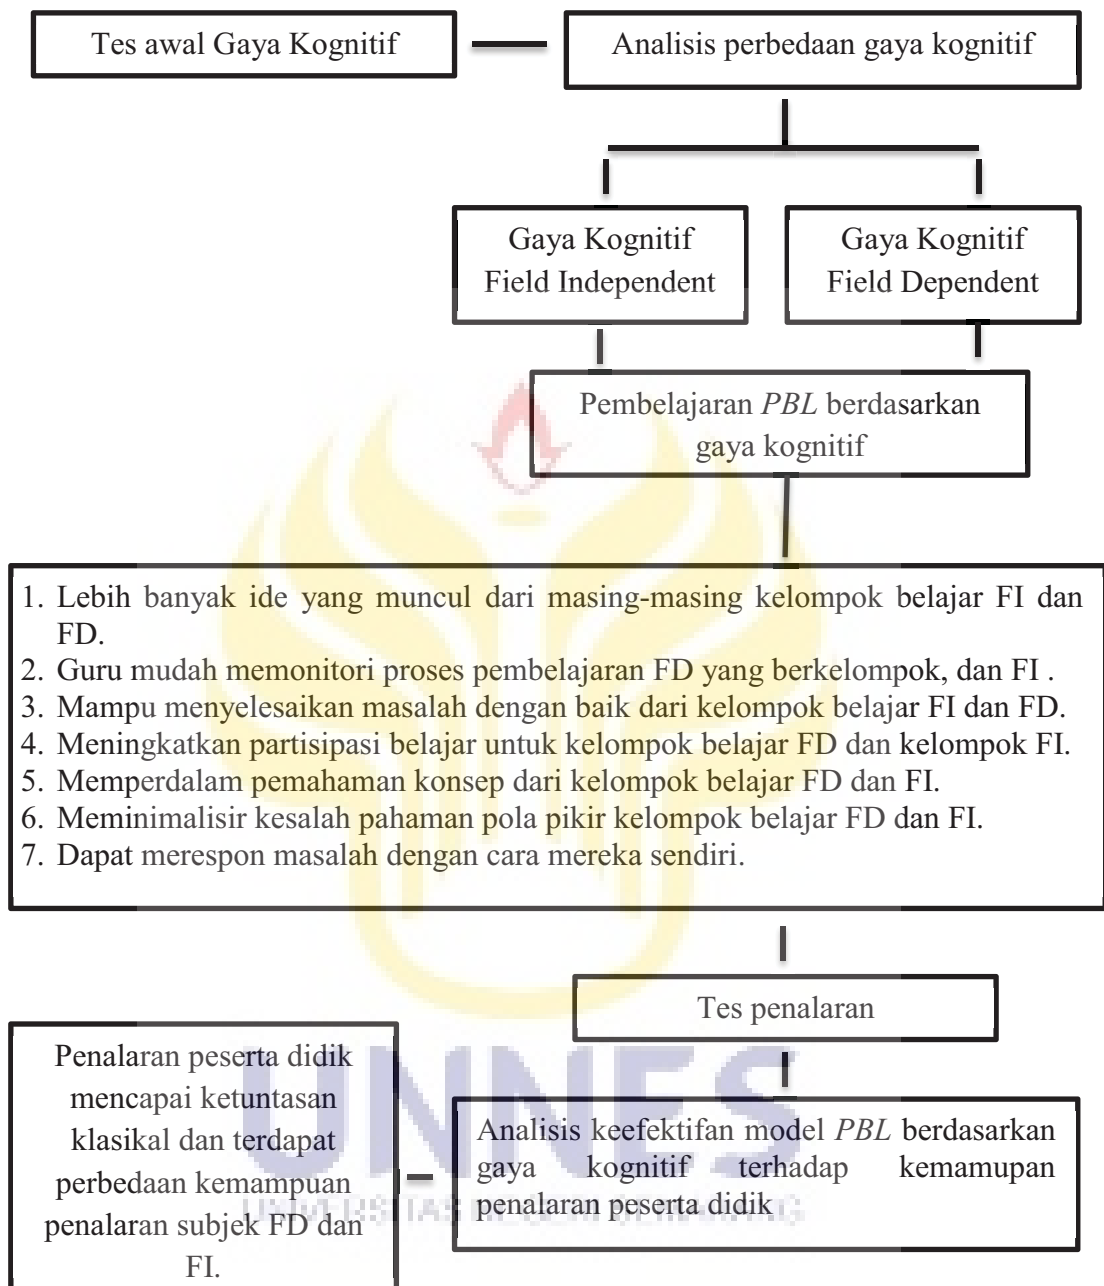 Tes awal Gaya Kognitif
Analisis perbedaan gaya kognitif
Gaya Kognitif
Field Independent
Gaya Kognitif
Field Dependent
Pembelajaran PBL berdasarkan
gaya kognitif
1. Lebih banyak ide yang muncul dari masing-masing kelompok belajar FI dan
FD.
2. Guru mudah memonitori proses pembelajaran FD yang berkelompok, dan FI .
3. Mampu menyelesaikan masalah dengan baik dari kelompok belajar FI dan FD.
4. Meningkatkan partisipasi belajar untuk kelompok belajar FD dan kelompok FI.
5. Memperdalam pemahaman konsep dari kelompok belajar FD dan FI.
6. Meminimalisir kesalah pahaman pola pikir kelompok belajar FD dan FI.
7. Dapat merespon masalah dengan cara mereka sendiri.
Tes penalaran
Analisis keefektifan model PBL berdasarkan
gaya kognitif terhadap kemamupan
penalaran peserta didik
Penalaran peserta didik
mencapai ketuntasan
klasikal dan terdapat
perbedaan kemampuan
penalaran subjek FD dan
FI.
UNNES